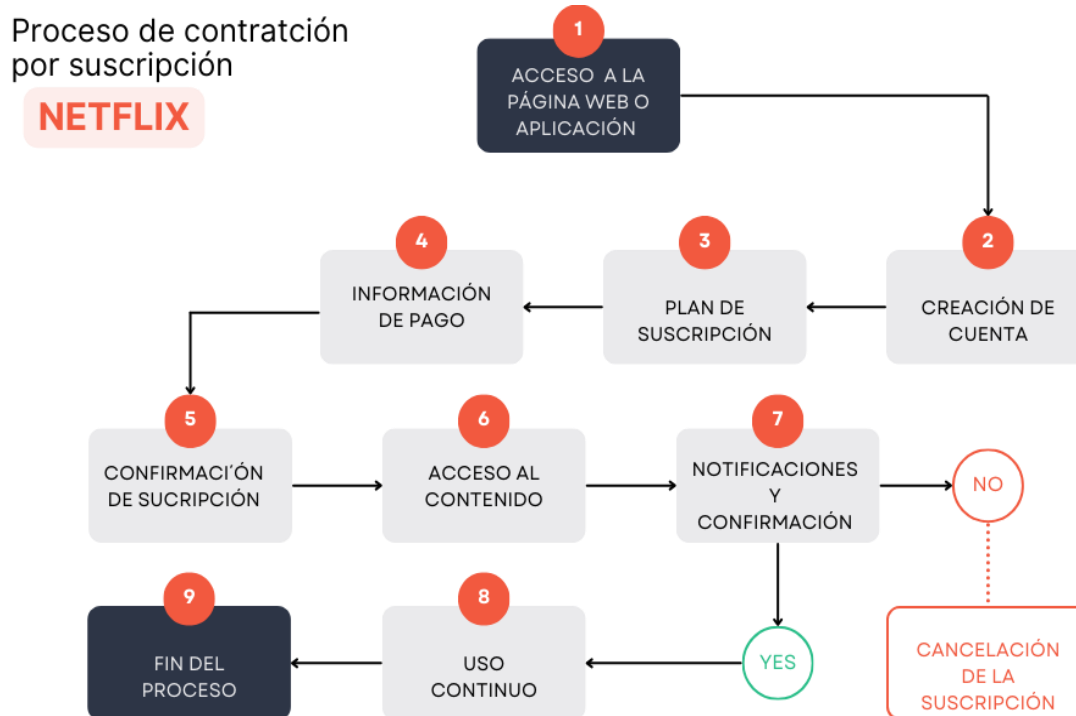 Proceso de contratción
por suscripción
NETFLIX
1
ACCESO A LA
PÁGINA WEB O
APLICACIÓN
2
CREACIÓN DE
CUENTA
3
PLAN DE
SUSCRIPCIÓN
4
INFORMACIÓN
DE PAGO
5
CONFIRMACI´ÓN
DE SUCRIPCIÓN
6
ACCESO AL
CONTENIDO
7
NOTIFICACIONES
Y
CONFIRMACIÓN
NO
CANCELACIÓN
DE LA
SUSCRIPCIÓN
YES
8
USO
CONTINUO
9
FIN DEL
PROCESO